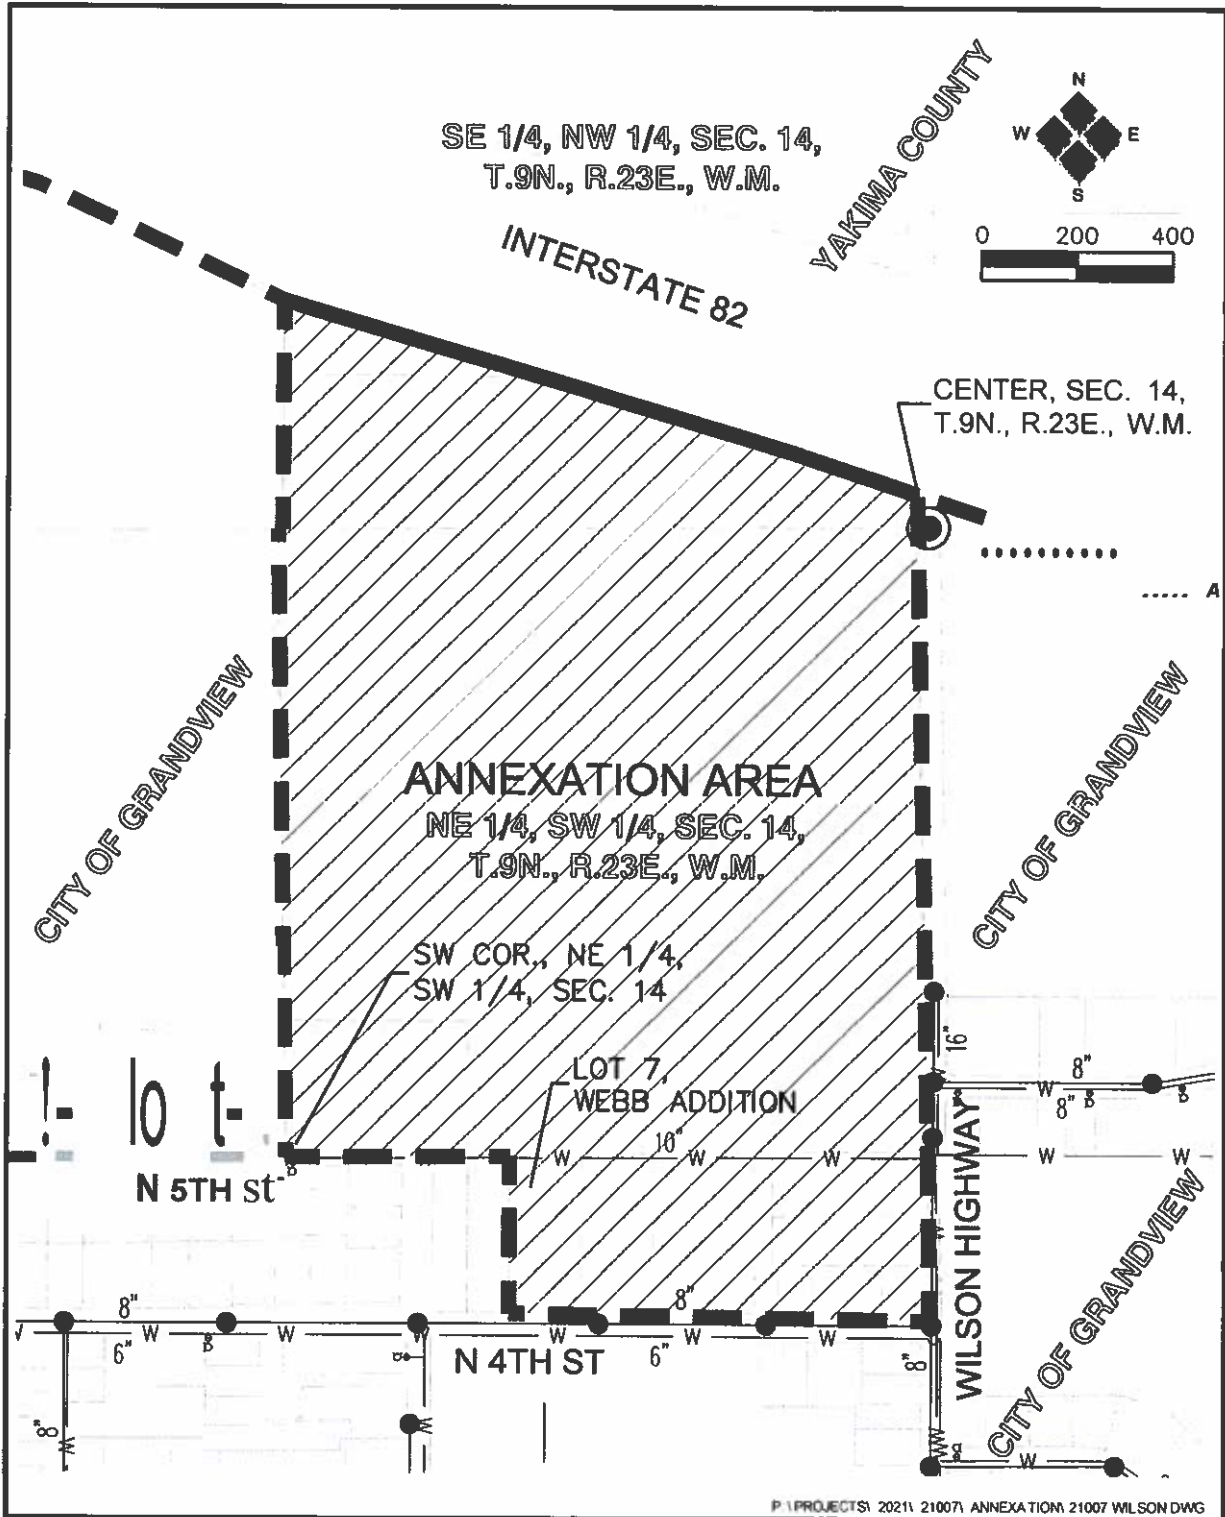 N
W E
S
SE 1/4, NW 1/4, SEC. 14,
T.9N., R.23E., W.M.
YAKIMA COUNTY
0 200 400
INTERSTATE 82
CENTER, SEC. 14,
T.9N., R.23E., W.M.
A
CITY OF GRANDVIEW
CITY OF GRANDVIEW
ANNEXATION AREA
NE 1/4, SW 1/4, SEC. 14,
T.9N., R.23E., W.M.
SW COR., NE 1/4,
SW 1/4, SEC. 14
16"
8"
W
8"
LOT 7,
WEBB ADDITION
!- lo t-
10"
W W W W W
N 5TH st
WILSON HIGHWAY
CITY OF GRANDVIEW
8" 8"
W W W W W W
6" 6"
N 4TH ST
8"
8"
W
W
W
P:\PROJECTS\ 2021\ 21007\ ANNEXATION\ 21007 WILSON DWG